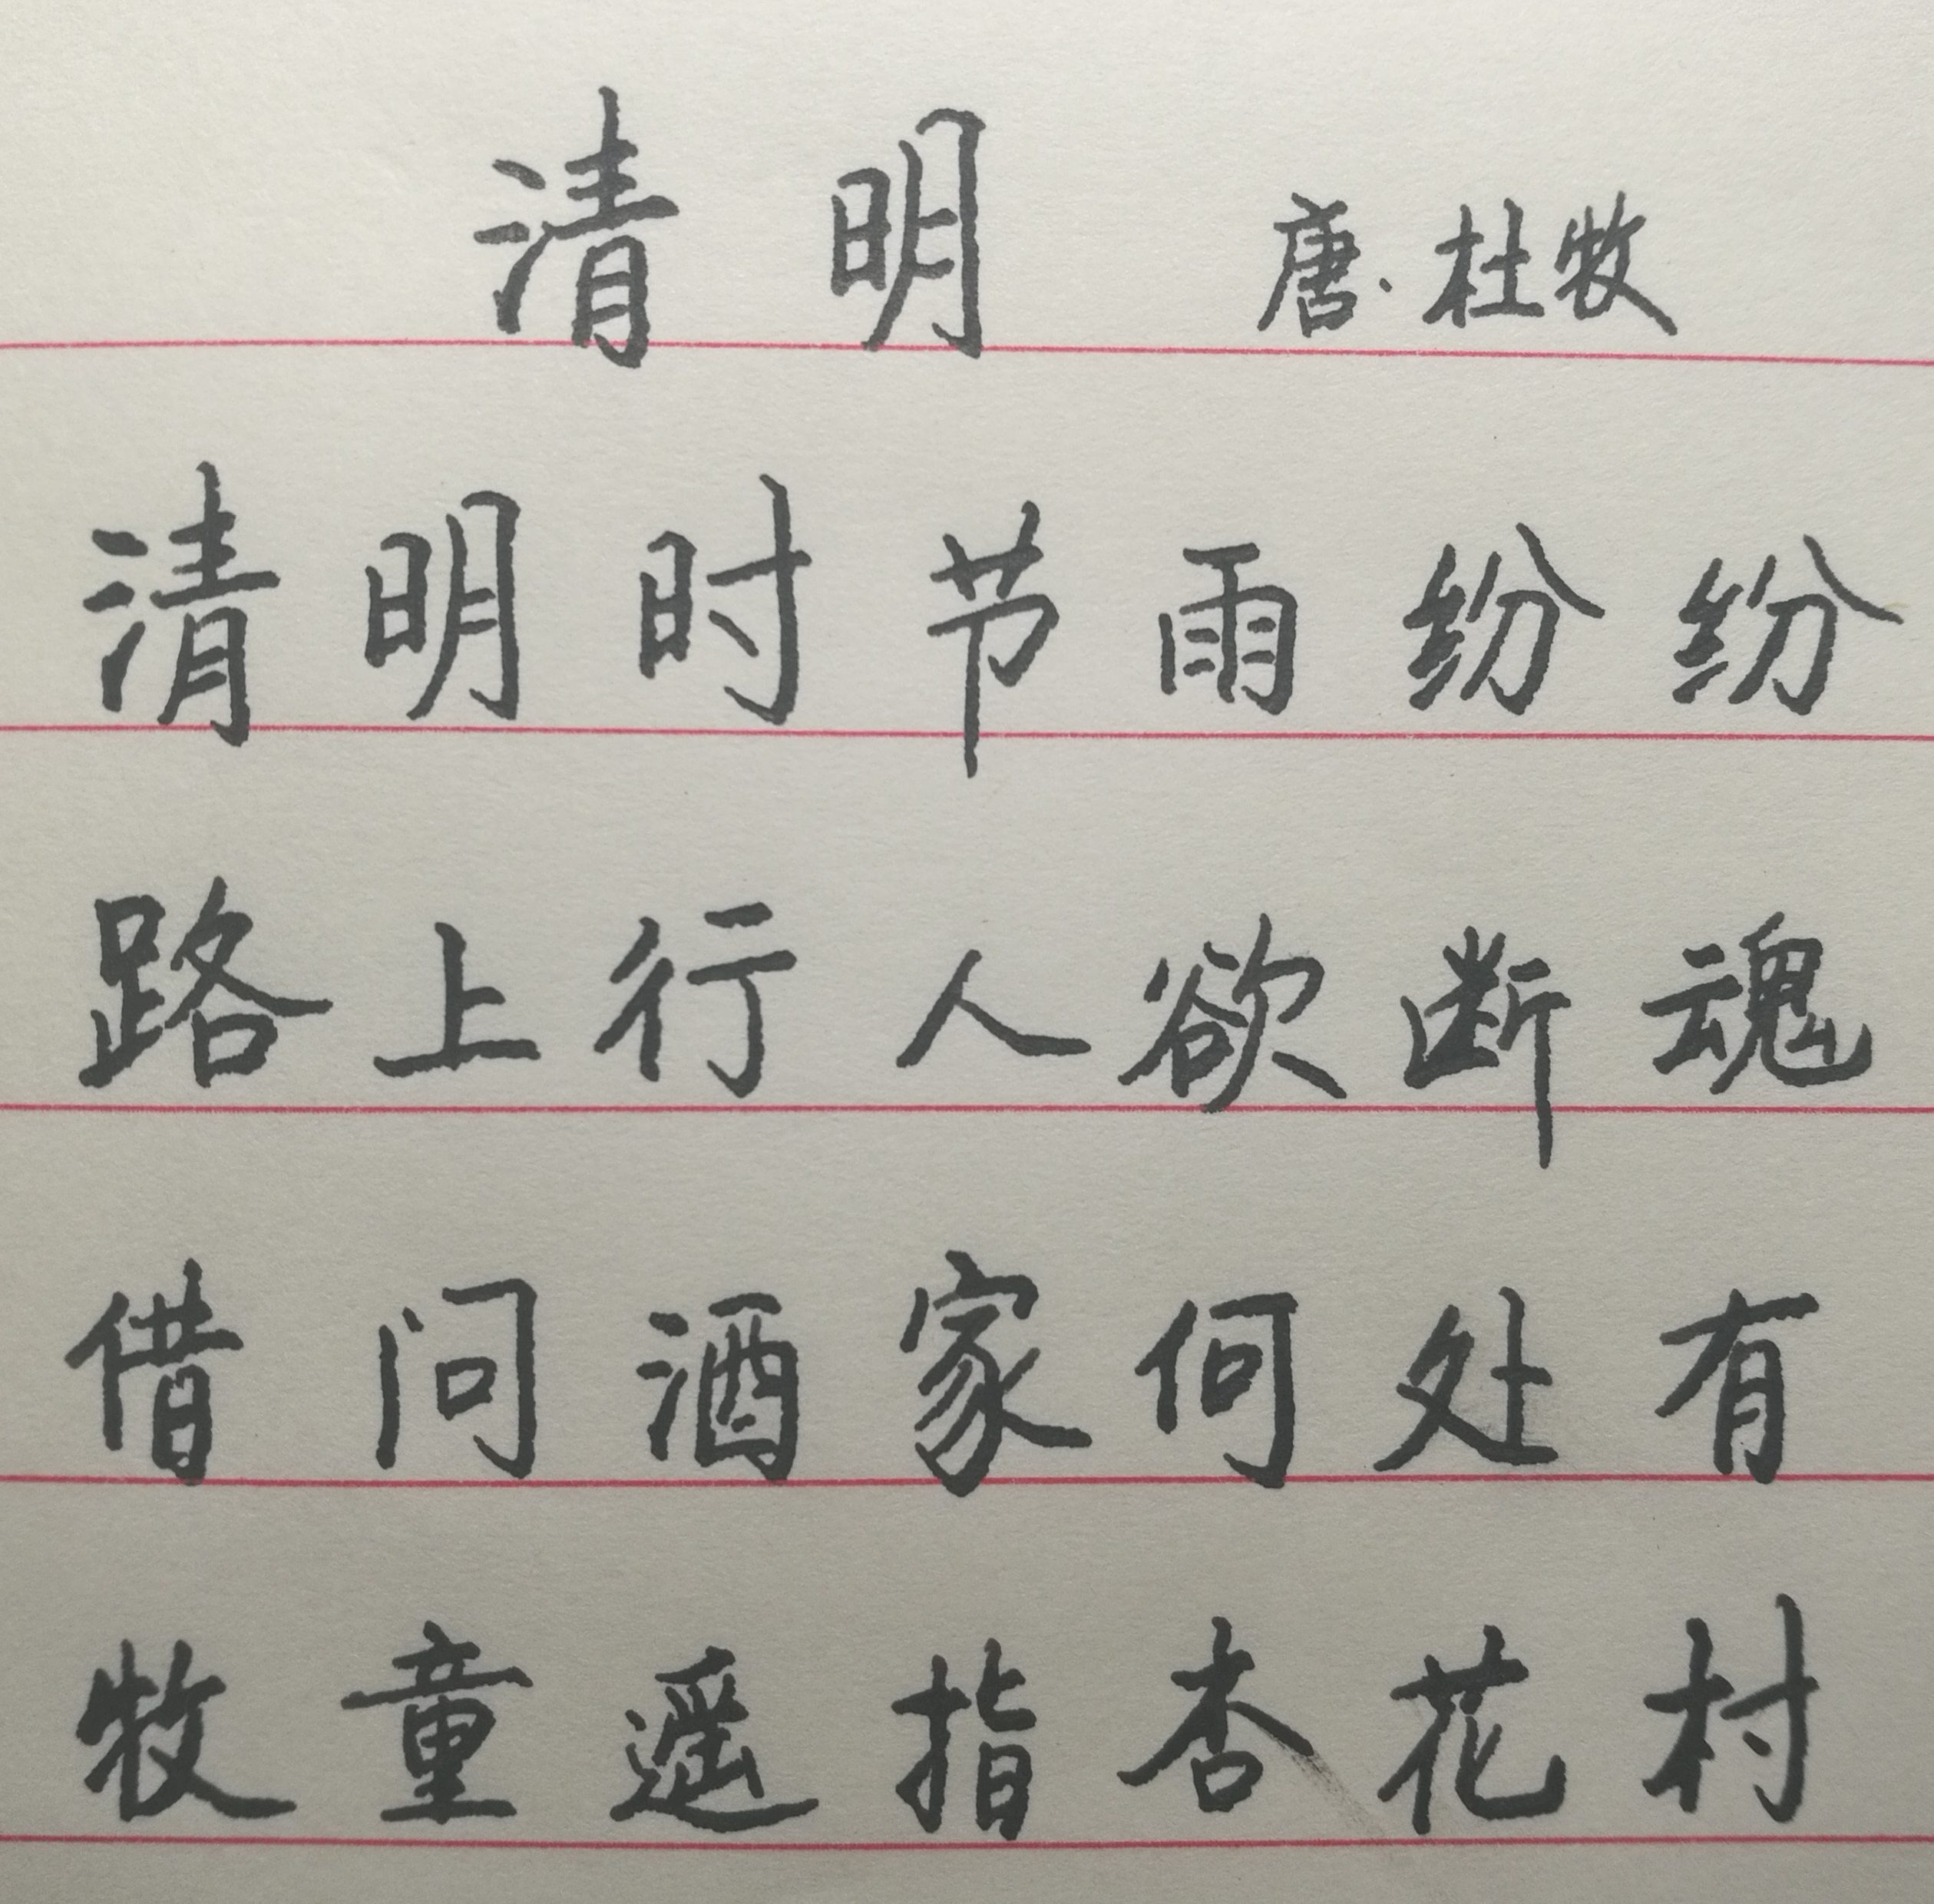 清明 唐·杜牧
清明时节雨纷纷
路上行人欲断魂
借问酒家何处有
牧童遥指杏花村